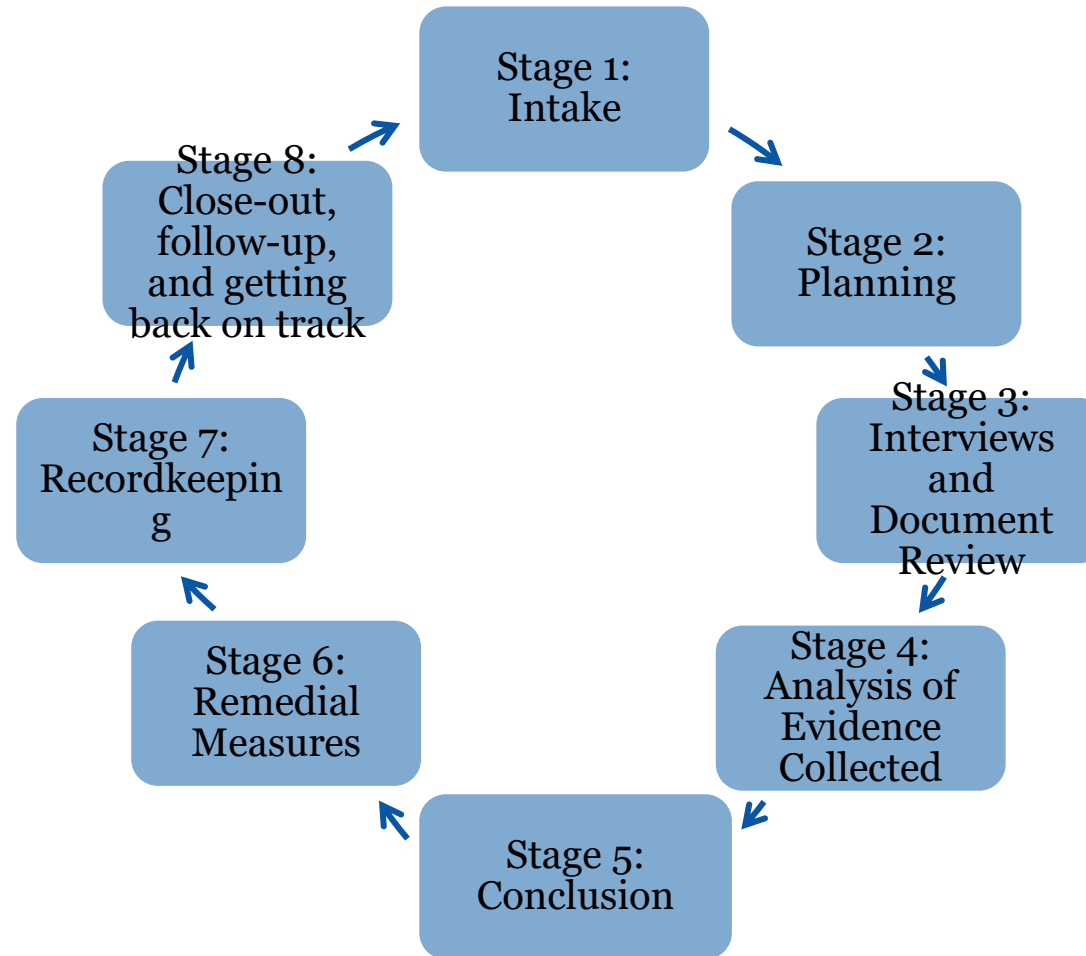 Stage 1:
Intake
Stage 2:
Planning
Stage 3:
Interviews
and
Document
Review
Stage 4:
Analysis of
Evidence
Collected
Stage 5:
Conclusion
Stage 6:
Remedial
Measures
Stage 7:
Recordkeepin
g
Stage 8:
Close-out,
follow-up,
and getting
back on track